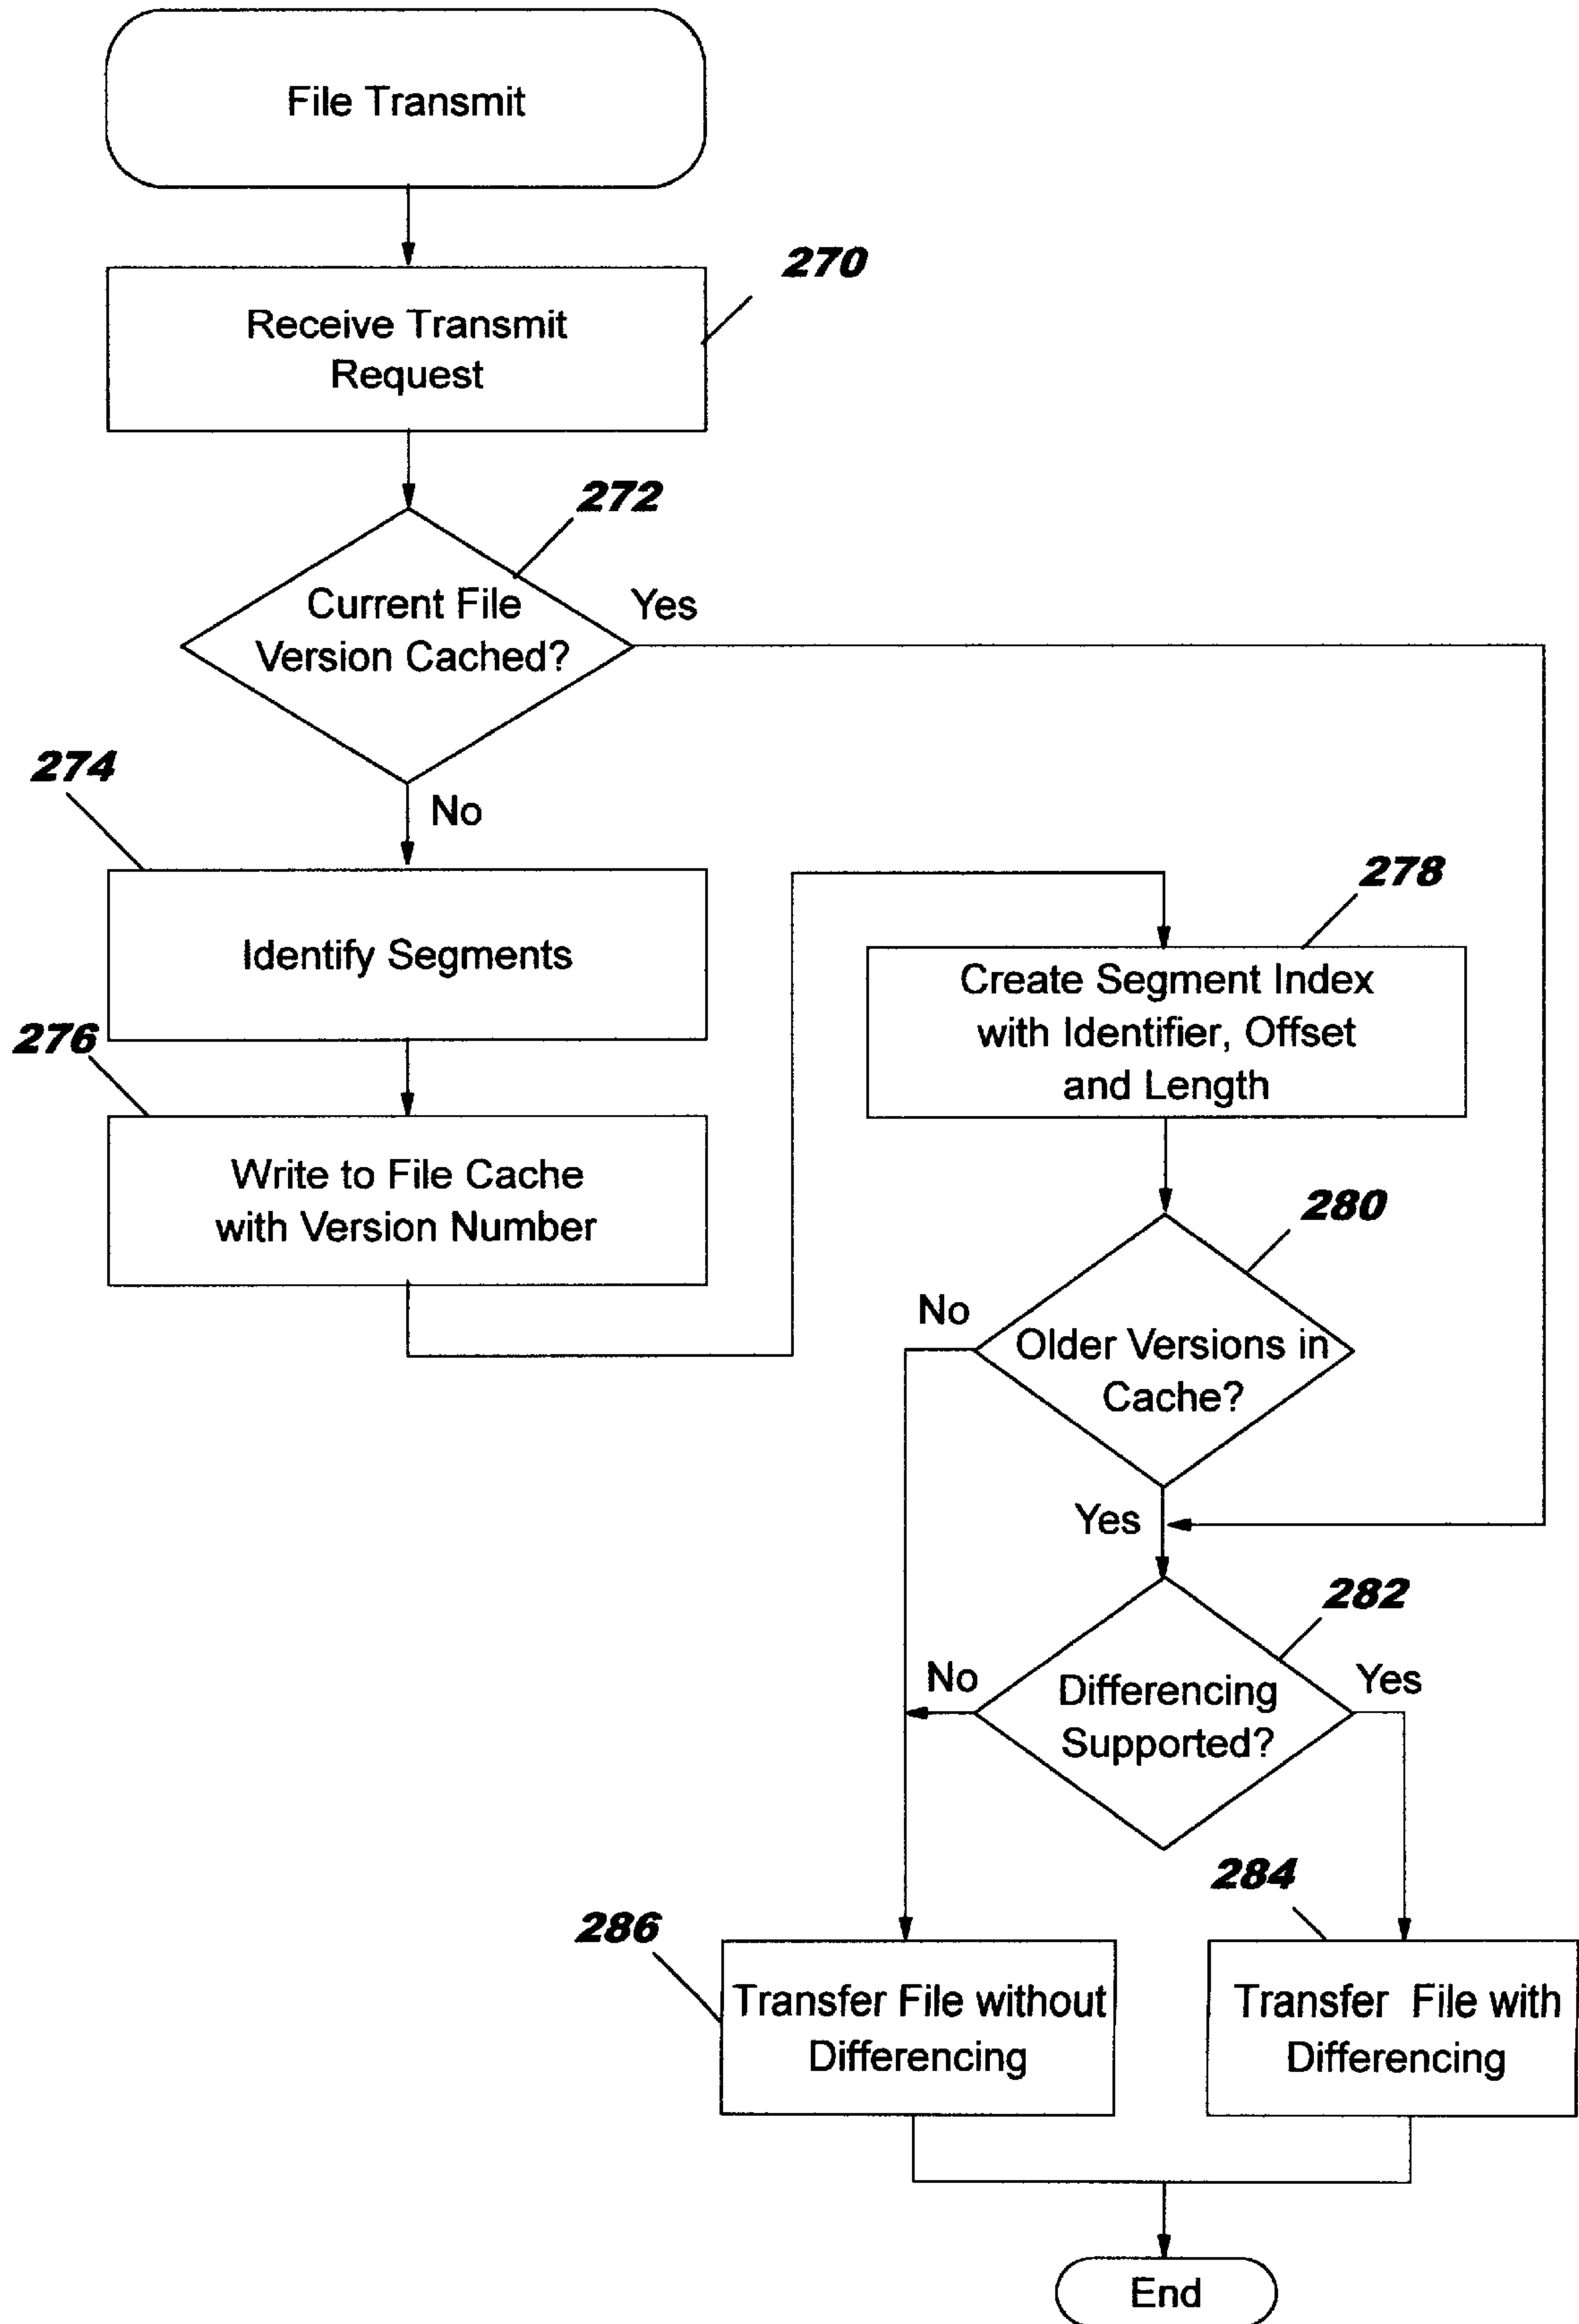 File Transmit
270
Receive Transmit
Request
272
Current File
Version Cached?
Yes
No
274
Identify Segments
276
Write to File Cache
with Version Number
278
Create Segment Index
with Identifier, Offset
and Length
280
No
Older Versions in
Cache?
Yes
282
No
Differencing
Supported?
Yes
284
286
Transfer File without
Differencing
Transfer File with
Differencing
End